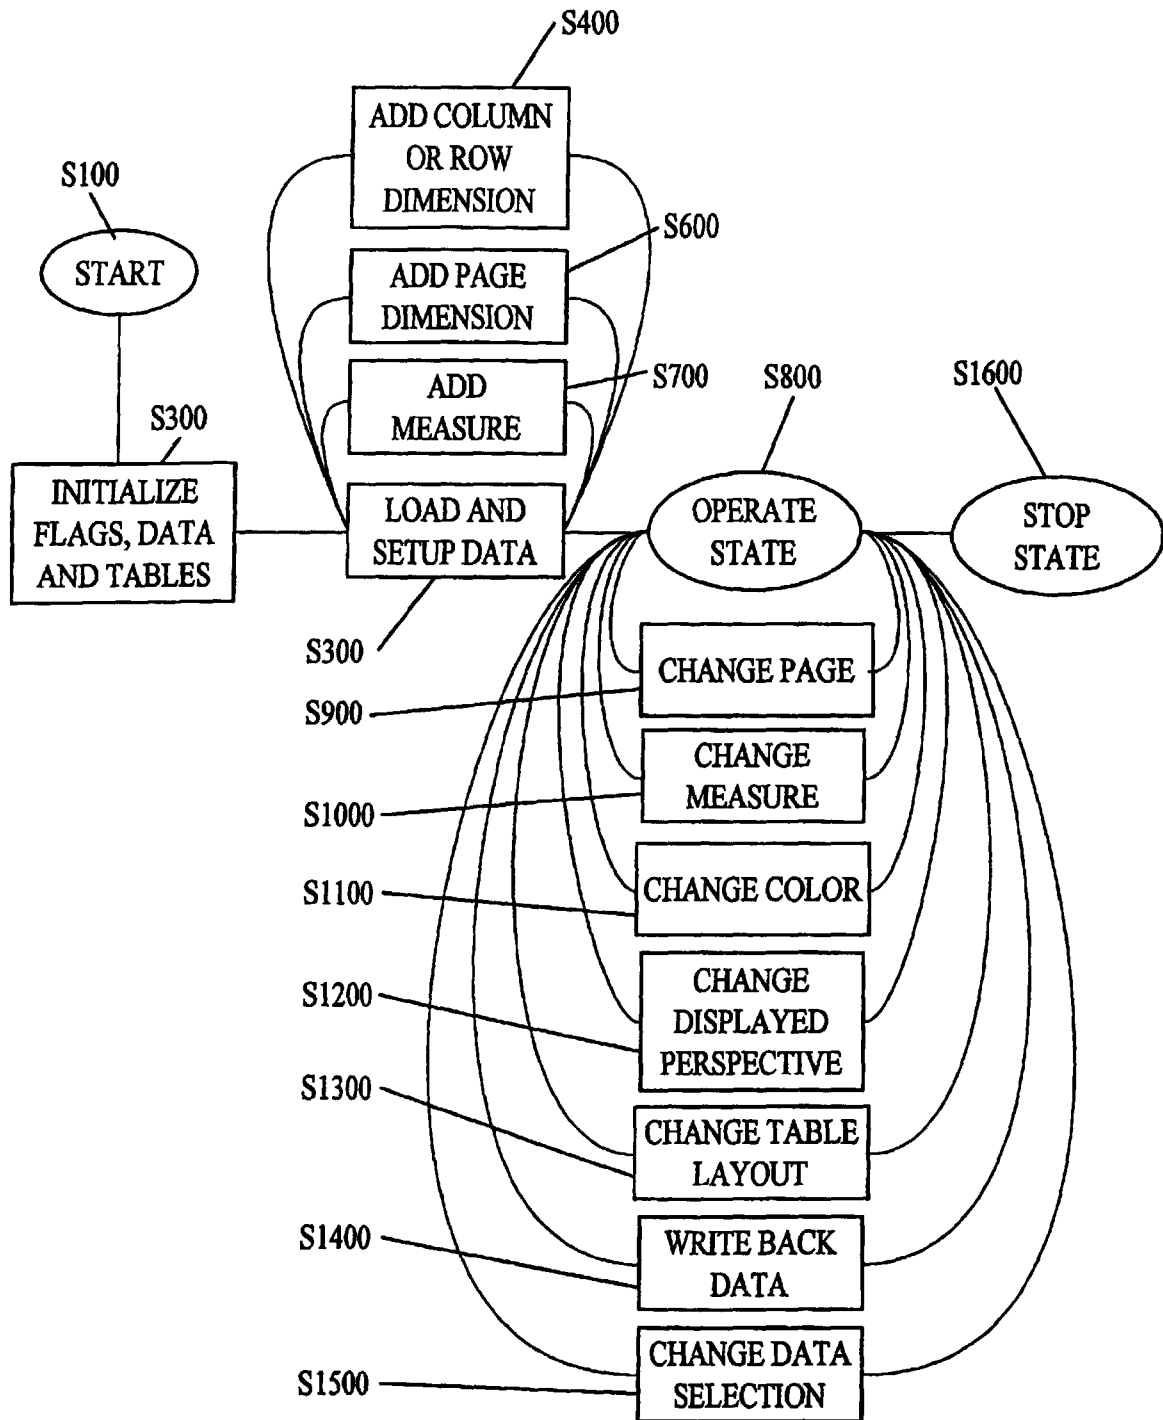 S400
ADD COLUMN
OR ROW
DIMENSION
S100
START
S600
ADD PAGE
DIMENSION
S700
ADD
MEASURE
S300
INITIALIZE
FLAGS, DATA
AND TABLES
LOAD AND
SETUP DATA
S300
S800
OPERATE
STATE
S1600
STOP
STATE
S900
CHANGE PAGE
S1000
CHANGE
MEASURE
S1100
CHANGE COLOR
S1200
CHANGE
DISPLAYED
PERSPECTIVE
S1300
CHANGE TABLE
LAYOUT
S1400
WRITE BACK
DATA
S1500
CHANGE DATA
SELECTION